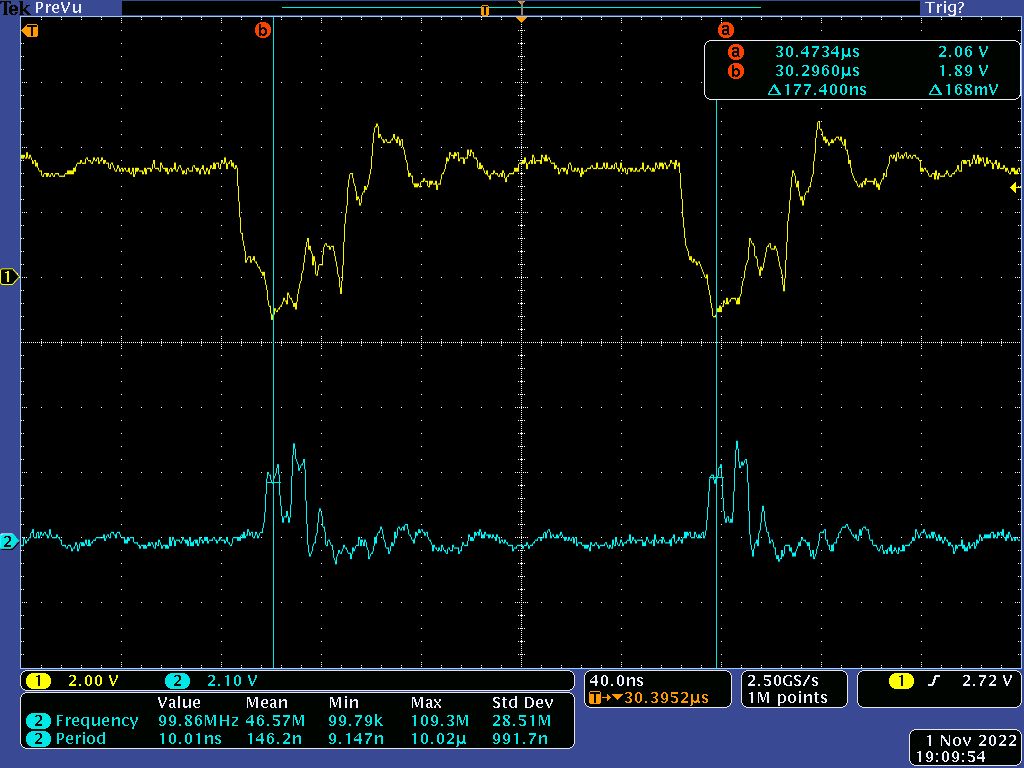 Tek PreVu Trig?
T
T
b a
a 30.4734µs 2.06 V
b 30.2960µs 1.89 V
Δ177.400ns Δ168mV
1
2
1 2.00 V 2 2.10 V
40.0ns
T→▼30.3952µs
2.50GS/s
1M points
1 2.72 V
Value Mean Min Max Std Dev
2 Frequency 99.86MHz 46.57M 99.79k 109.3M 28.51M
2 Period 10.01ns 146.2n 9.147n 10.02µ 991.7n
1 Nov 2022
19:09:54